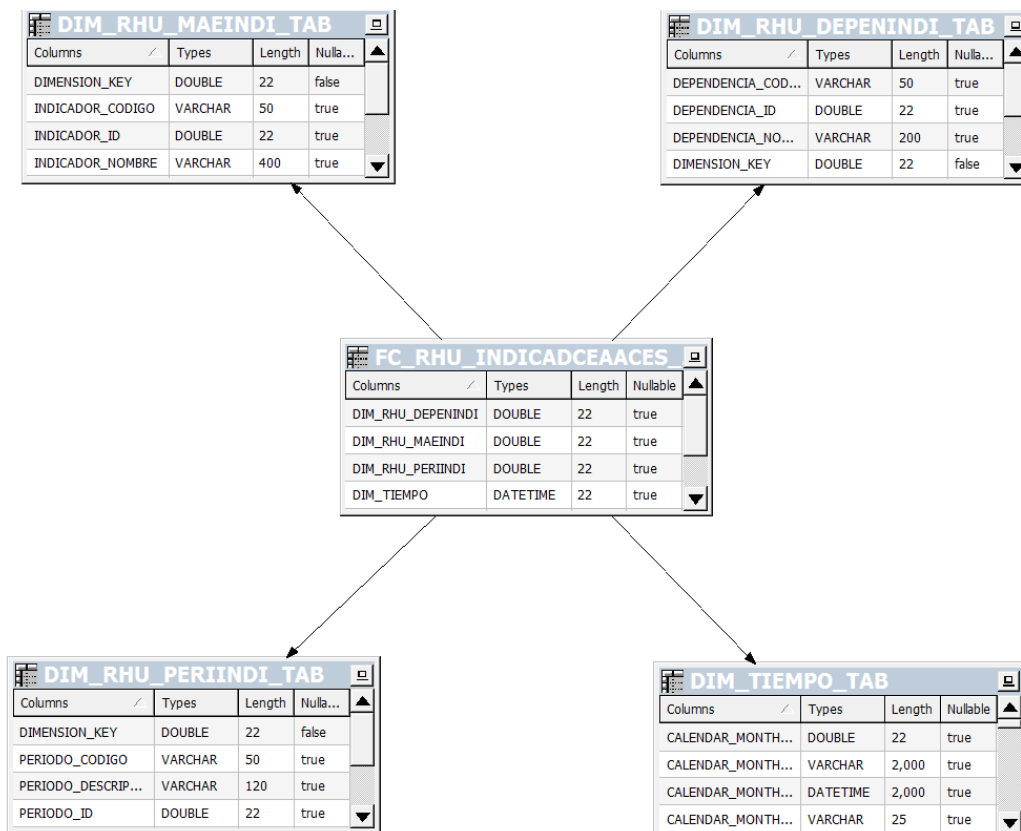 DIM_RHU_MAEINDI_TAB
Columns Types Length Nulla...
DIMENSION_KEY DOUBLE 22 false
INDICADOR_CODIGO VARCHAR 50 true
INDICADOR_ID DOUBLE 22 true
INDICADOR_NOMBRE VARCHAR 400 true
DIM_RHU_DEPENINDI_TAB
Columns Types Length Nulla...
DEPENDENCIA_COD... VARCHAR 50 true
DEPENDENCIA_ID DOUBLE 22 true
DEPENDENCIA_NO... VARCHAR 200 true
DIMENSION_KEY DOUBLE 22 false
FC_RHU_INDICADCEAACES_
Columns Types Length Nullable
DIM_RHU_DEPENINDI DOUBLE 22 true
DIM_RHU_MAEINDI DOUBLE 22 true
DIM_RHU_PERIINDI DOUBLE 22 true
DIM_TIEMPO DATETIME 22 true
DIM_RHU_PERIINDI_TAB
Columns Types Length Nulla...
DIMENSION_KEY DOUBLE 22 false
PERIODO_CODIGO VARCHAR 50 true
PERIODO_DESCRIP... VARCHAR 120 true
PERIODO_ID DOUBLE 22 true
DIM_TIEMPO_TAB
Columns Types Length Nullable
CALENDAR_MONTH... DOUBLE 22 true
CALENDAR_MONTH... VARCHAR 2,000 true
CALENDAR_MONTH... DATETIME 2,000 true
CALENDAR_MONTH... VARCHAR 25 true